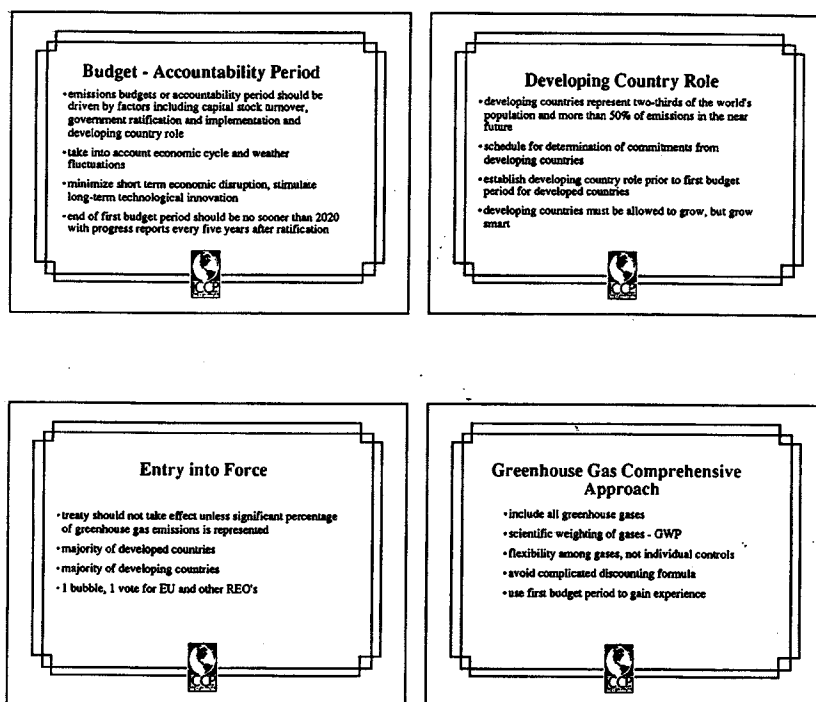 Budget - Accountability Period
•emissions budgets or accountability period should be
driven by factors including capital stock turnover,
government ratification and implementation and
developing country role
•take into account economic cycle and weather
fluctuations
•minimize short term economic disruption, stimulate
long-term technological innovation
•end of first budget period should be no sooner than 2020
with progress reports every five years after ratification
Developing Country Role
•developing countries represent two-thirds of the world's
population and more than 50% of emissions in the near
future
•schedule for determination of commitments from
developing countries
•establish developing country role prior to first budget
period for developed countries
•developing countries must be allowed to grow, but grow
smart
Entry into Force
•treaty should not take effect unless significant percentage
of greenhouse gas emissions is represented
•majority of developed countries
•majority of developing countries
•1 bubble, 1 vote for EU and other REO's
Greenhouse Gas Comprehensive
Approach
•include all greenhouse gases
•scientific weighting of gases - GWP
•flexibility among gases, not individual controls
•avoid complicated discounting formula
•use first budget period to gain experience